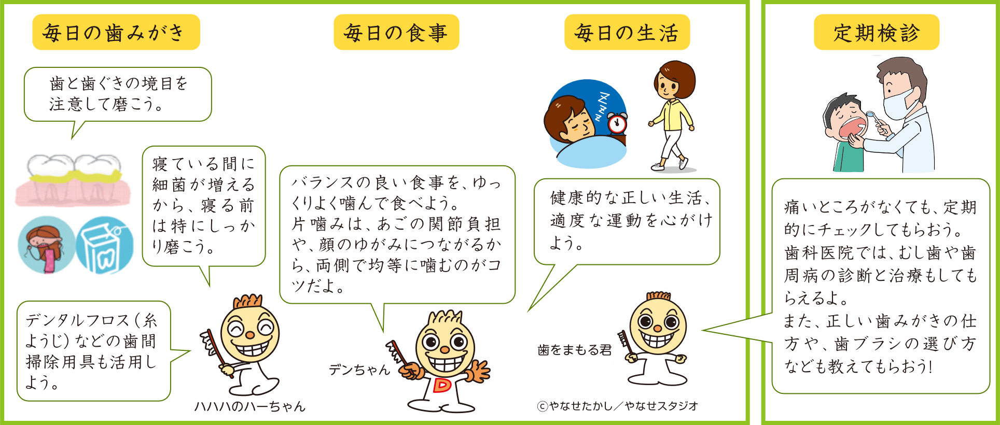 毎日の歯みがき
歯と歯ぐきの境目を
注意して磨こう。
寝ている間に
細菌が増える
から、寝る前
は特にしっか
り磨こう。
デンタルフロス（糸
ようじ）などの歯間
掃除用具も活用し
よう。
ハハハのハーちゃん
毎日の食事
バランスの良い食事を、ゆっ
くりよく噛んで食べよう。
片噛みは、あごの関節負担
や、顔のゆがみにつながるか
ら、両側で均等に噛むのがコ
ツだよ。
デンちゃん
D
毎日の生活
ZZZZ
健康的な正しい生活、
適度な運動を心がけ
よう。
歯をまもる君
©やなせたかし／やなせスタジオ
定期検診
痛いところがなくても、定期
的にチェックしてもらおう。
歯科医院では、むし歯や歯
周病の診断と治療もしても
らえるよ。
また、正しい歯みがきの仕
方や、歯ブラシの選び方
なども教えてもらおう!